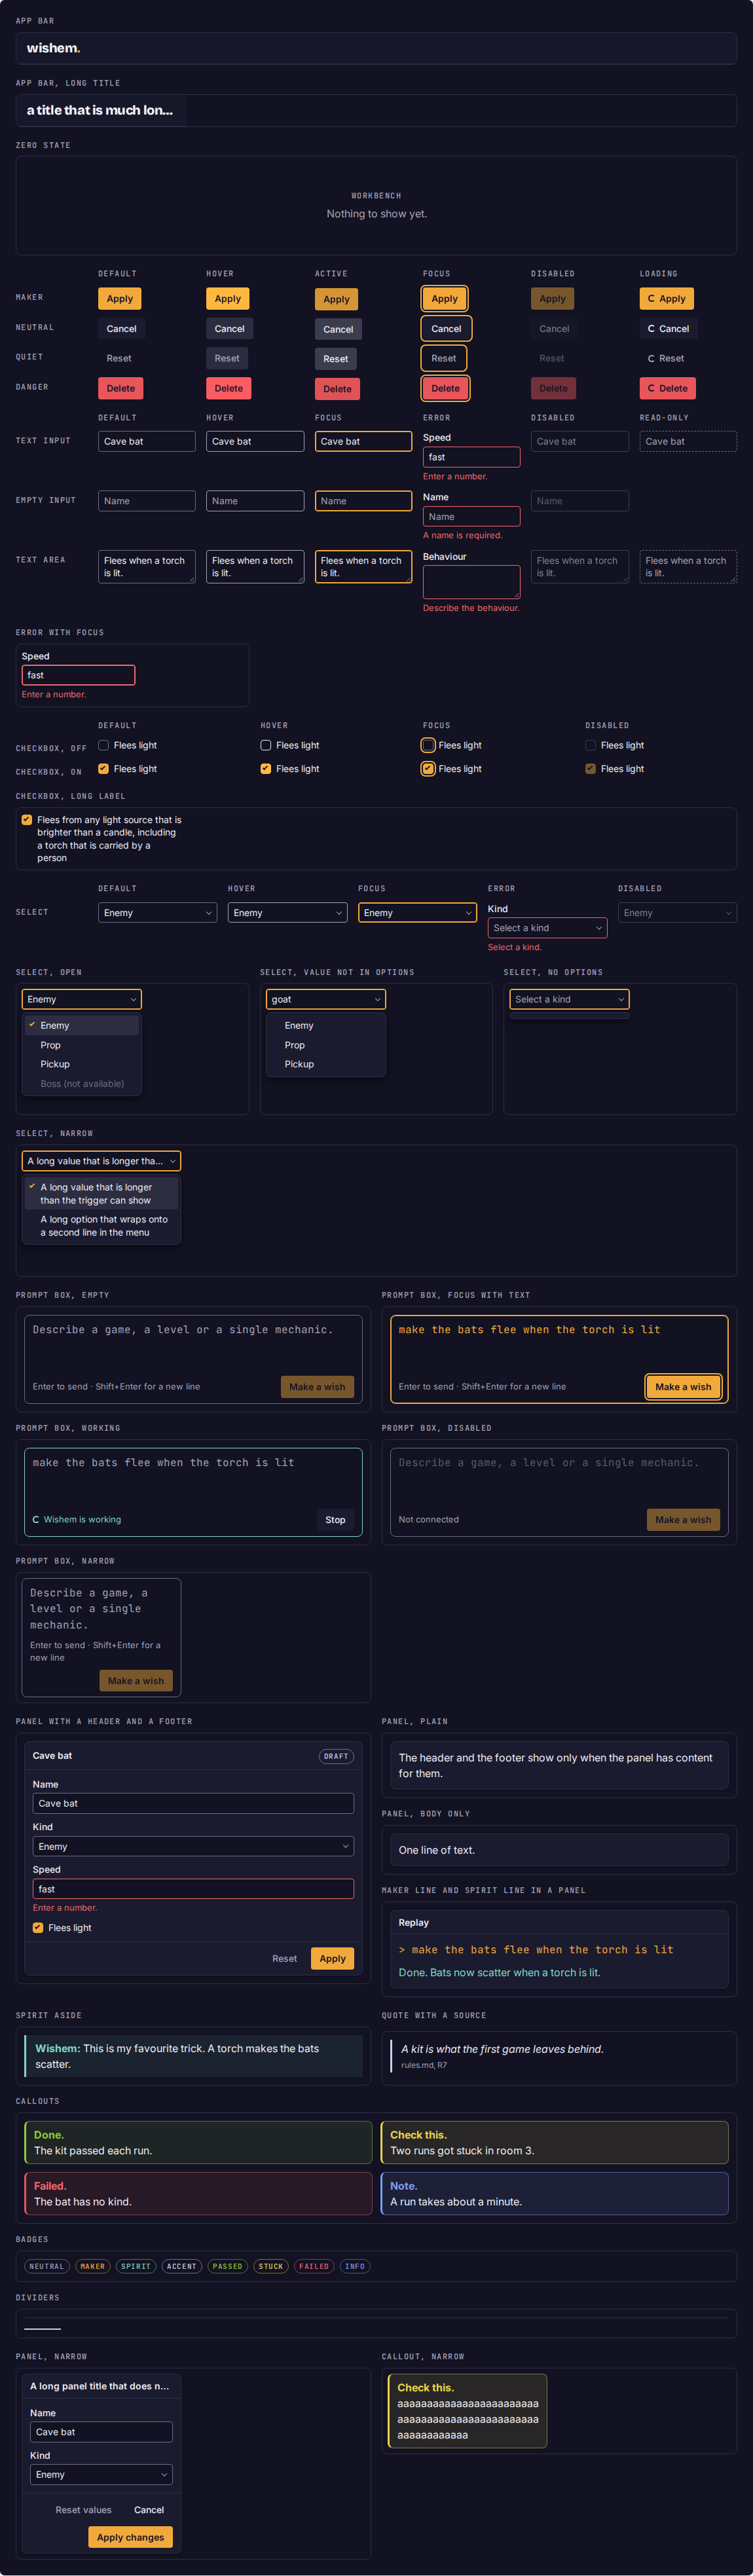 APP BAR
wishem.
APP BAR, LONG TITLE
a title that is much lon...
ZERO STATE
WORKBENCH
Nothing to show yet.
DEFAULT HOVER ACTIVE FOCUS DISABLED LOADING
MAKER Apply Apply Apply Apply Apply Apply
NEUTRAL Cancel Cancel Cancel Cancel Cancel Cancel
QUIET Reset Reset Reset Reset Reset Reset
DANGER Delete Delete Delete Delete Delete Delete
DEFAULT HOVER FOCUS ERROR DISABLED READ-ONLY
TEXT INPUT Cave bat Cave bat Cave bat Speed Cave bat Cave bat
fast
Enter a number.
EMPTY INPUT Name Name Name Name Name
Name
A name is required.
TEXT AREA Flees when a torch Flees when a torch Flees when a torch Behaviour Flees when a torch Flees when a torch
is lit. is lit. is lit. is lit. is lit.
Describe the behaviour.
ERROR WITH FOCUS
Speed
fast
Enter a number.
DEFAULT HOVER FOCUS DISABLED
CHECKBOX, OFF Flees light Flees light Flees light Flees light
CHECKBOX, ON Flees light Flees light Flees light Flees light
CHECKBOX, LONG LABEL
Flees from any light source that is
brighter than a candle, including
a torch that is carried by a
person
DEFAULT HOVER FOCUS ERROR DISABLED
SELECT Enemy Enemy Enemy Kind Enemy
Select a kind
Select a kind.
SELECT, OPEN SELECT, VALUE NOT IN OPTIONS SELECT, NO OPTIONS
Enemy goat Select a kind
Enemy Enemy
Prop Prop
Pickup Pickup
Boss (not available)
SELECT, NARROW
A long value that is longer tha...
A long value that is longer
than the trigger can show
A long option that wraps onto
a second line in the menu
PROMPT BOX, EMPTY PROMPT BOX, FOCUS WITH TEXT
Describe a game, a level or a single mechanic. make the bats flee when the torch is lit
Enter to send · Shift+Enter for a new line Make a wish Enter to send · Shift+Enter for a new line Make a wish
PROMPT BOX, WORKING PROMPT BOX, DISABLED
make the bats flee when the torch is lit Describe a game, a level or a single mechanic.
Wishem is working Stop Not connected Make a wish
PROMPT BOX, NARROW
Describe a game, a
level or a single
mechanic.
Enter to send · Shift+Enter for a
new line
Make a wish
PANEL WITH A HEADER AND A FOOTER
Cave bat DRAFT
Name
Cave bat
Kind
Enemy
Speed
fast
Enter a number.
Flees light
Reset Apply
PANEL, PLAIN
The header and the footer show only when the panel has content
for them.
PANEL, BODY ONLY
One line of text.
MAKER LINE AND SPIRIT LINE IN A PANEL
Replay
> make the bats flee when the torch is lit
Done. Bats now scatter when a torch is lit.
SPIRIT ASIDE
Wishem: This is my favourite trick. A torch makes the bats
scatter.
QUOTE WITH A SOURCE
A kit is what the first game leaves behind.
rules.md, R7
CALLOUTS
Done.
The kit passed each run.
Check this.
Two runs got stuck in room 3.
Failed.
The bat has no kind.
Note.
A run takes about a minute.
BADGES
NEUTRAL MAKER SPIRIT ACCENT PASSED STUCK FAILED INFO
DIVIDERS
PANEL, NARROW
A long panel title that does n...
Name
Cave bat
Kind
Enemy
Reset values Cancel
Apply changes
CALLOUT, NARROW
Check this.
aaaaaaaaaaaaaaaaaaaaaaaa
aaaaaaaaaaaaaaaaaaaaaaaa
aaaaaaaaaaaa